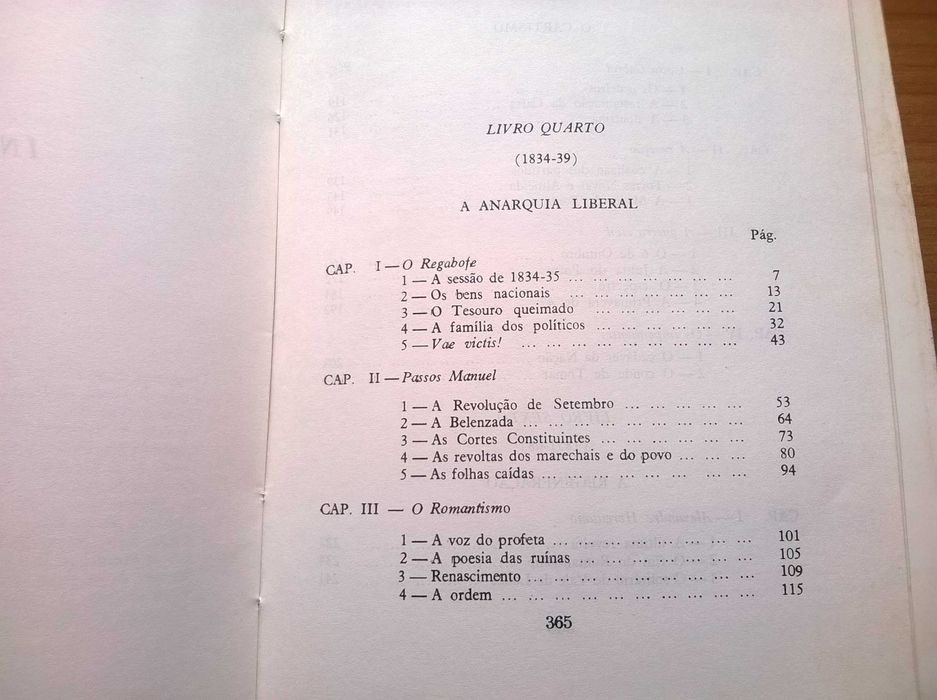 LIVRO QUARTO
(1834-39)
A ANARQUIA LIBERAL
Pág.
CAP. I — O Regabofe
1 — A sessão de 1834-35 ... ... ... ... ... ... ... 7
2 — Os bens nacionais ... ... ... ... ... ... ... 13
3 — O Tesouro queimado ... ... ... ... ... ... 21
4 — A família dos políticos ... ... ... ... ... ... 32
5 — Vae victis! ... ... ... ... ... ... ... ... ... 43
CAP. II — Passos Manuel
1 — A Revolução de Setembro ... ... ... ... ... 53
2 — A Belenzada ... ... ... ... ... ... ... ... ... 64
3 — As Cortes Constituintes ... ... ... ... ... ... 73
4 — As revoltas dos marechais e do povo ... ... ... 80
5 — As folhas caídas ... ... ... ... ... ... ... ... 94
CAP. III — O Romantismo
1 — A voz do profeta ... ... ... ... ... ... ... ... 101
2 — A poesia das ruínas ... ... ... ... ... ... ... 105
3 — Renascimento ... ... ... ... ... ... ... ... ... 109
4 — A ordem ... ... ... ... ... ... ... ... ... ... 115
365